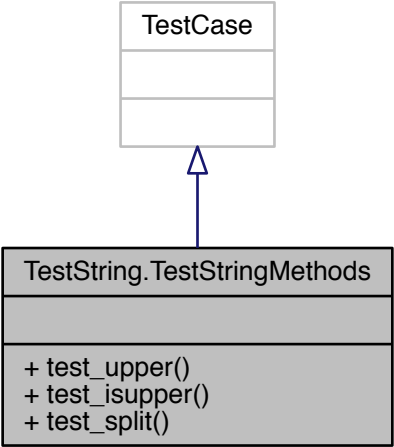 TestCase
TestString.TestStringMethods
+ test_upper()
+ test_isupper()
+ test_split()